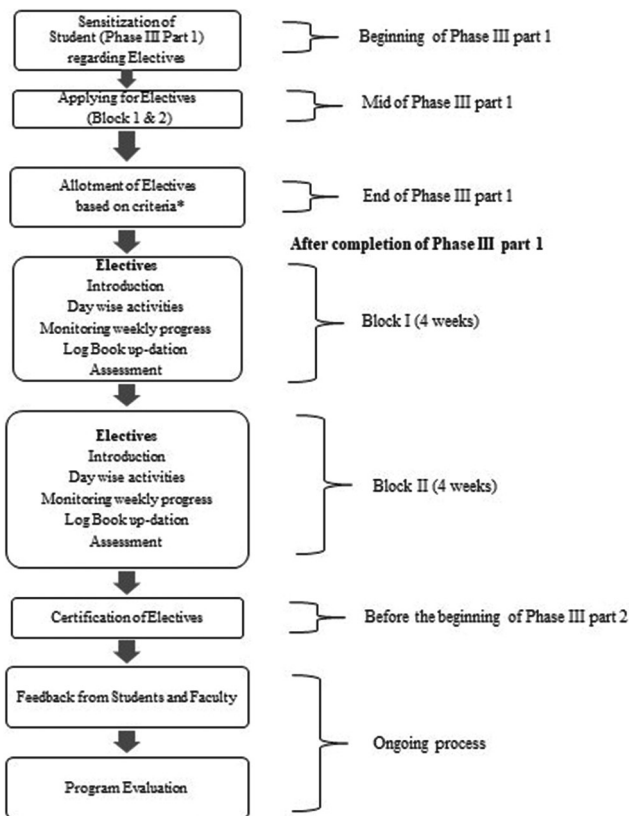 Sensitization of
Student (Phase III Part 1)
regarding Electives
Beginning of Phase III part 1
Applying for Electives
(Block 1 & 2)
Mid of Phase III part 1
Allotment of Electives
based on criteria*
End of Phase III part 1
After completion of Phase III part 1
Electives
Introduction
Day wise activities
Monitoring weekly progress
Log Book up-dation
Assessment
Block I (4 weeks)
Electives
Introduction
Day wise activities
Monitoring weekly progress
Log Book up-dation
Assessment
Block II (4 weeks)
Certification of Electives
Before the beginning of Phase III part 2
Feedback from Students and Faculty
Ongoing process
Program Evaluation